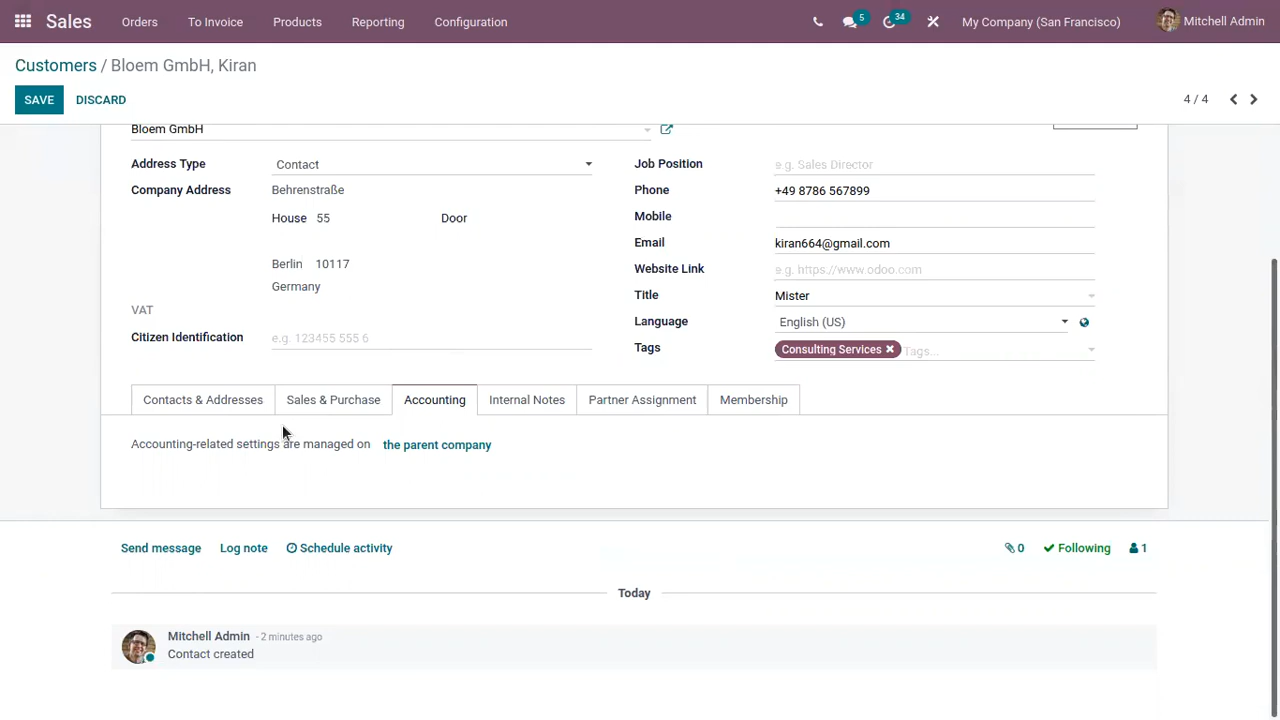 Sales Orders To Invoice Products Reporting Configuration 5 34 My Company (San Francisco) Mitchell Admin
Customers / Bloem GmbH, Kiran
SAVE DISCARD 4 / 4
Bloem GmbH
Address Type Contact
Company Address Behrenstraße
House 55 Door
Berlin 10117
Germany
VAT
Citizen Identification e.g. 123455 555 6
Job Position e.g. Sales Director
Phone +49 8786 567899
Mobile
Email kiran664@gmail.com
Website Link e.g. https://www.odoo.com
Title Mister
Language English (US)
Tags Consulting Services Tags...
Contacts & Addresses Sales & Purchase Accounting Internal Notes Partner Assignment Membership
Accounting-related settings are managed on the parent company
Send message Log note Schedule activity 0 Following 1
Today
Mitchell Admin - 2 minutes ago
Contact created